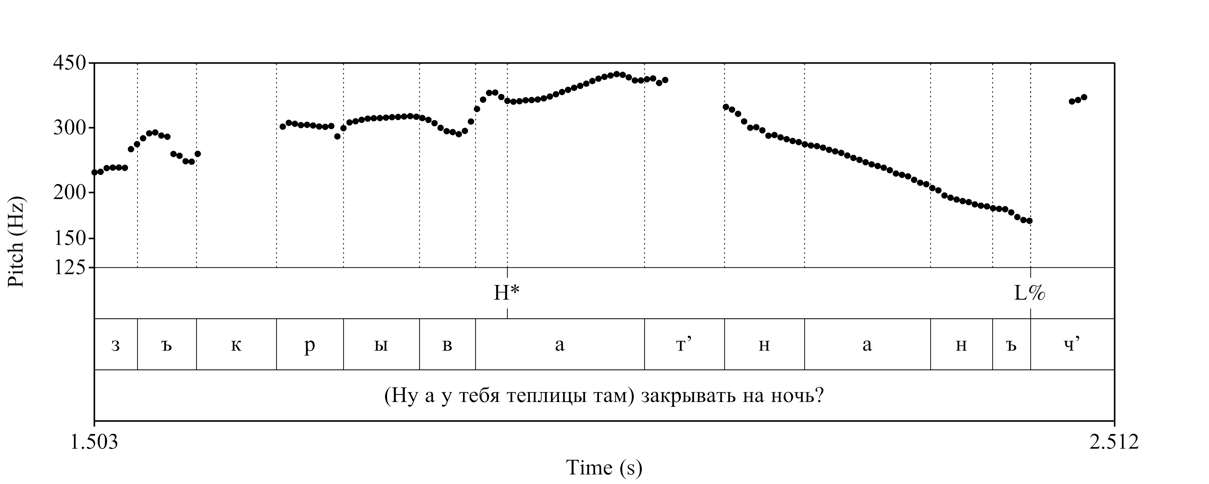 450
300
200
150
125
Pitch (Hz)
H* L%
з ъ к р ы в а т’ н а н ъ ч’
(Ну а у тебя теплицы там) закрывать на ночь?
1.503 2.512
Time (s)